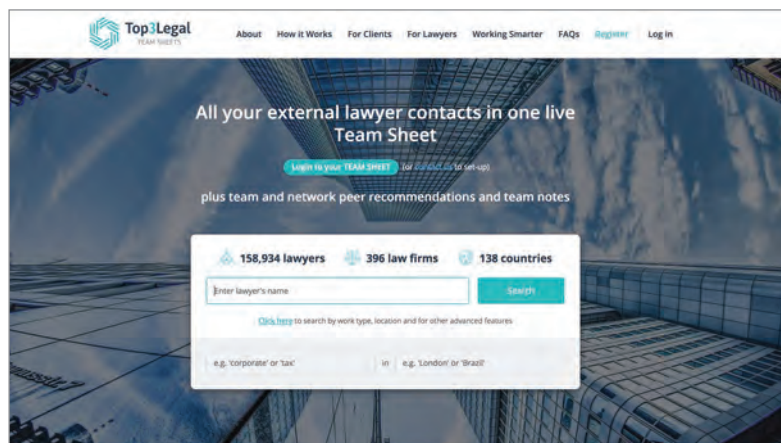 Top3Legal
TEAM SHEETS
About How it Works For Clients For Lawyers Working Smarter FAQs Register Log in
All your external lawyer contacts in one live
Team Sheet
Login to your TEAM SHEET (or contact us to set-up)
plus team and network peer recommendations and team notes
158,934 lawyers 396 law firms 138 countries
Enter lawyer's name Search
Click here to search by work type, location and for other advanced features
e.g. 'corporate' or 'tax' in e.g. 'London' or 'Brazil'